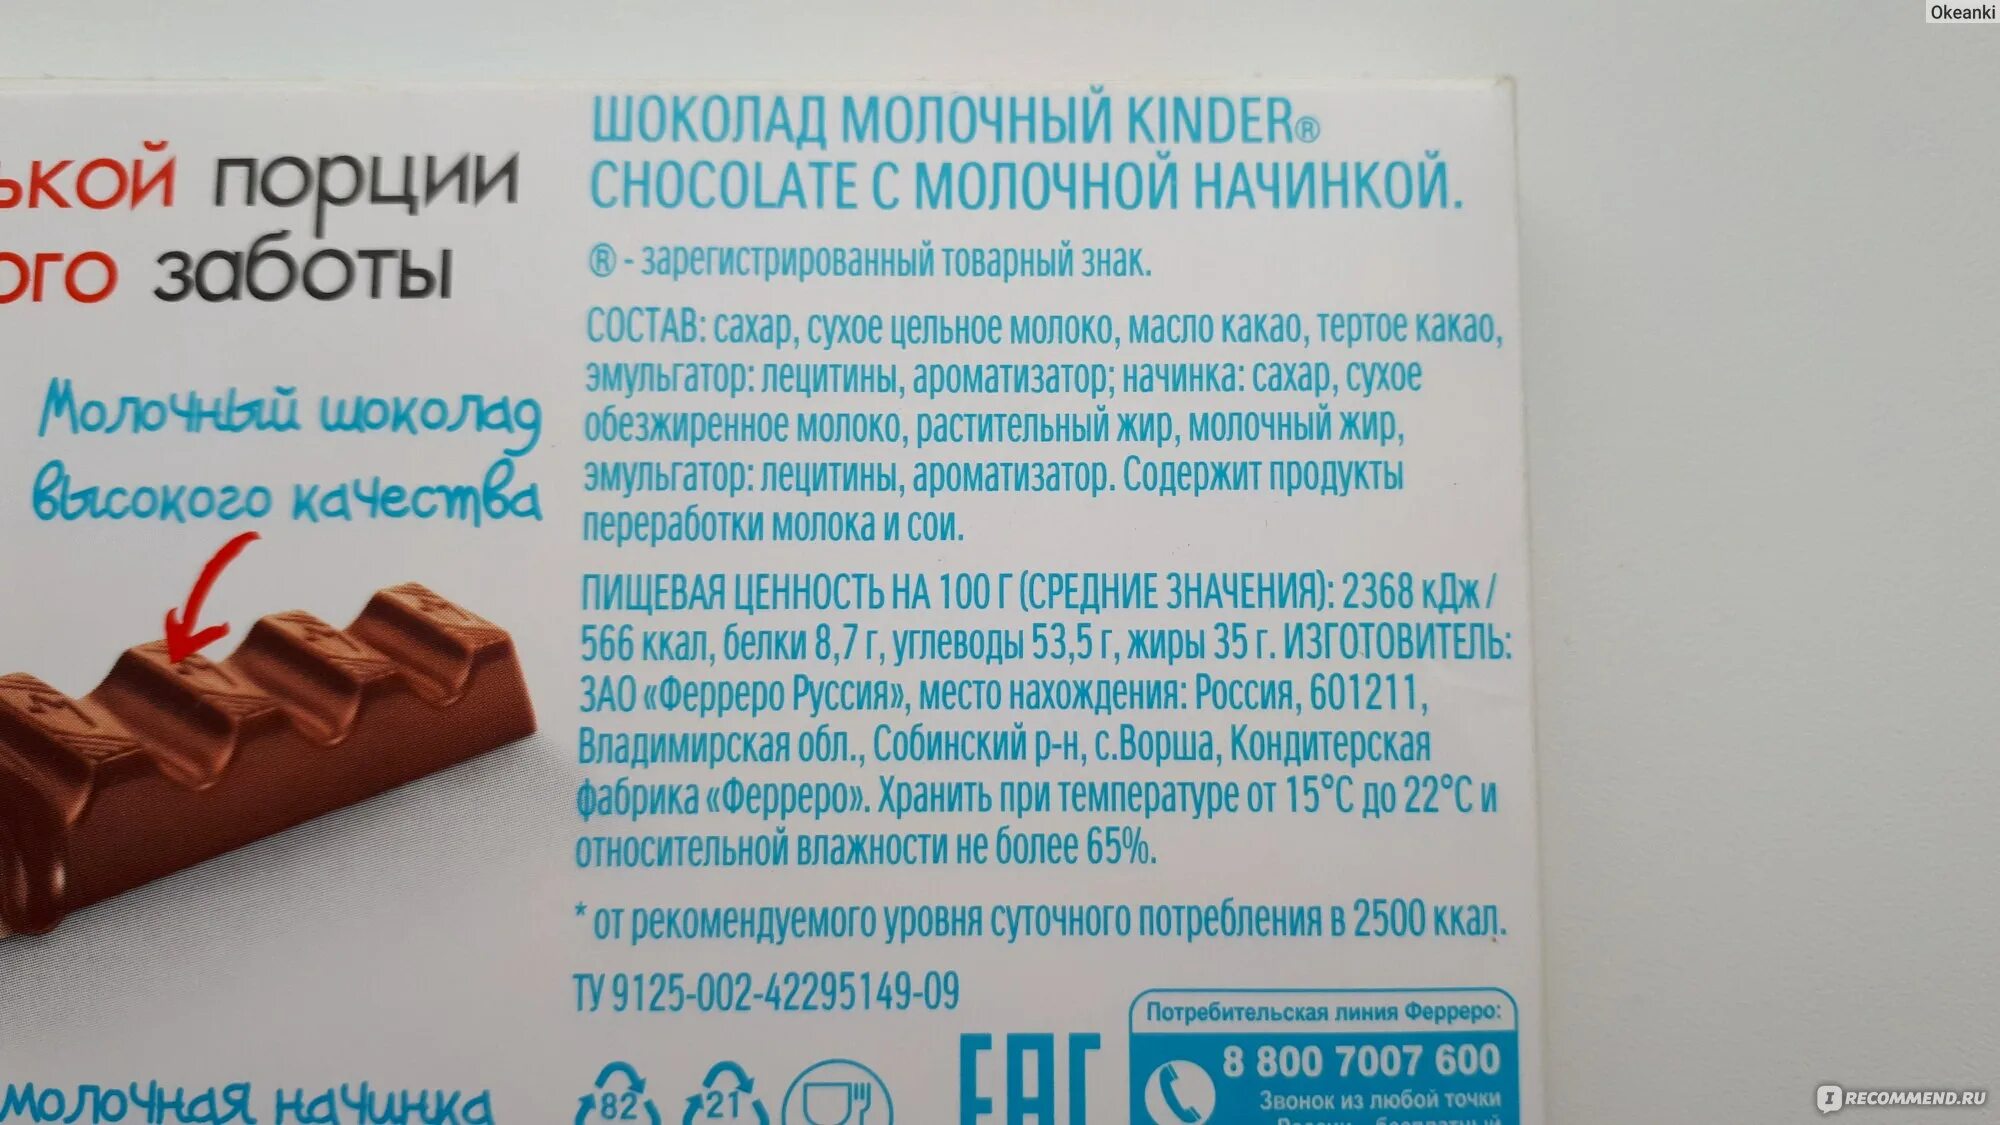 Okeanki
ШОКОЛАД МОЛОЧНЫЙ KINDER®
CHOCOLATE С МОЛОЧНОЙ НАЧИНКОЙ.
® - зарегистрированный товарный знак.
СОСТАВ: сахар, сухое цельное молоко, масло какао, тертое какао,
эмульгатор: лецитины, ароматизатор; начинка: сахар, сухое
обезжиренное молоко, растительный жир, молочный жир,
эмульгатор: лецитины, ароматизатор. Содержит продукты
переработки молока и сои.
ПИЩЕВАЯ ЦЕННОСТЬ НА 100 Г (СРЕДНИЕ ЗНАЧЕНИЯ): 2368 кДж /
566 ккал, белки 8,7 г, углеводы 53,5 г, жиры 35 г. ИЗГОТОВИТЕЛЬ:
ЗАО «Ферреро Руссия», место нахождения: Россия, 601211,
Владимирская обл., Собинский р-н, с.Ворша, Кондитерская
фабрика «Ферреро». Хранить при температуре от 15°C до 22°C и
относительной влажности не более 65%.
* от рекомендуемого уровня суточного потребления в 2500 ккал.
ТУ 9125-002-42295149-09
82 21
EAC
Потребительская линия Ферреро:
8 800 7007 600
Звонок из любой точки
ькой порции
ого заботы
Молочный шоколад
высокого качества
молочная начинка
IRECOMMEND.RU